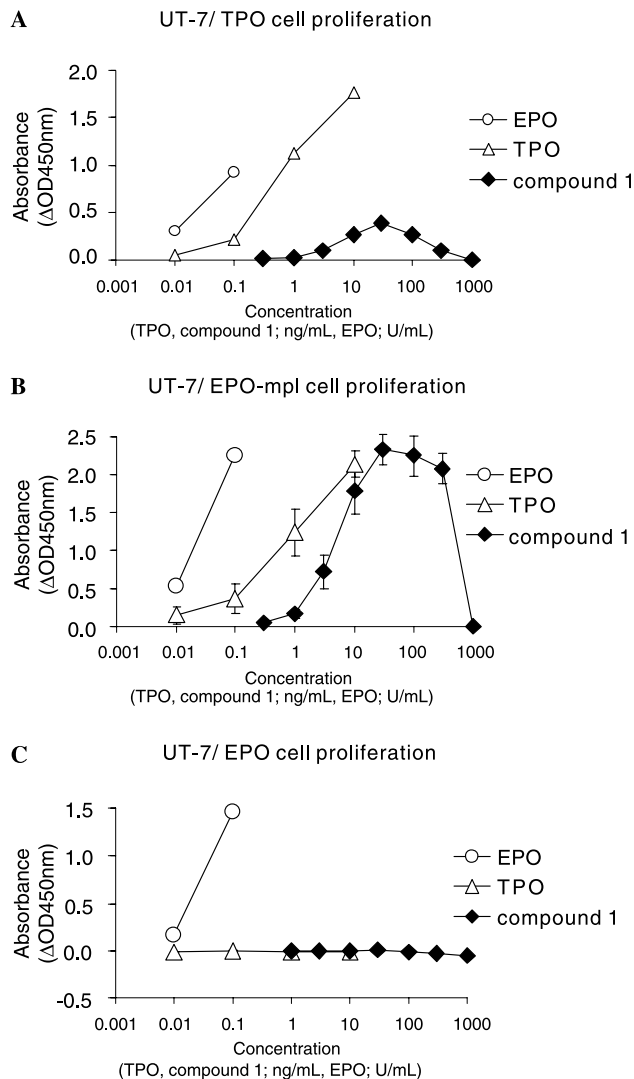 A
UT-7/ TPO cell proliferation
Absorbance
(ΔOD450nm)
2.0
1.5
1.0
0.5
0.0
0.001 0.01 0.1 1 10 100 1000
Concentration
(TPO, compound 1; ng/mL, EPO; U/mL)
EPO
TPO
compound 1
B
UT-7/ EPO-mpl cell proliferation
Absorbance
(ΔOD450nm)
2.5
2.0
1.5
1.0
0.5
0.0
0.001 0.01 0.1 1 10 100 1000
Concentration
(TPO, compound 1; ng/mL, EPO; U/mL)
EPO
TPO
compound 1
C
UT-7/ EPO cell proliferation
Absorbance
(ΔOD450nm)
1.5
1.0
0.5
0.0
-0.5
0.001 0.01 0.1 1 10 100 1000
Concentration
(TPO, compound 1; ng/mL, EPO; U/mL)
EPO
TPO
compound 1